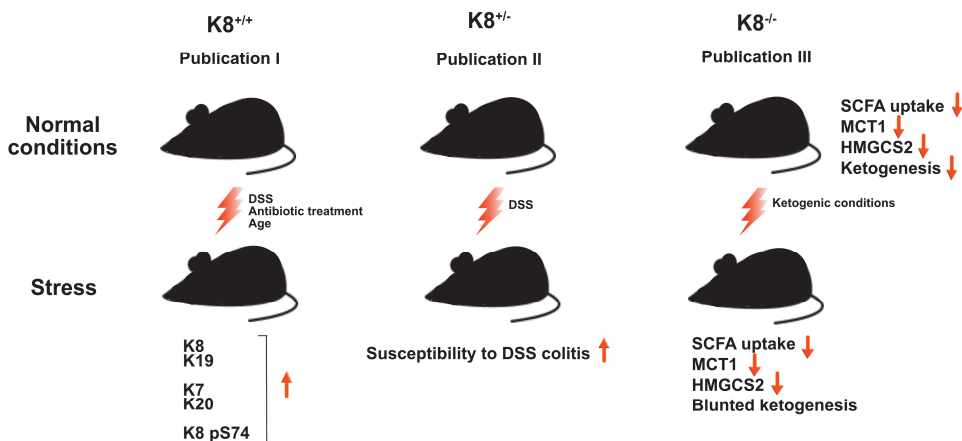 K8+/+
Publication I
K8+/-
Publication II
K8-/-
Publication III
Normal
conditions
SCFA uptake
MCT1
HMGCS2
Ketogenesis
DSS
Antibiotic treatment
Age
DSS
Ketogenic conditions
Stress
K8
K19
K7
K20
K8 pS74
Susceptibility to DSS colitis
SCFA uptake
MCT1
HMGCS2
Blunted ketogenesis